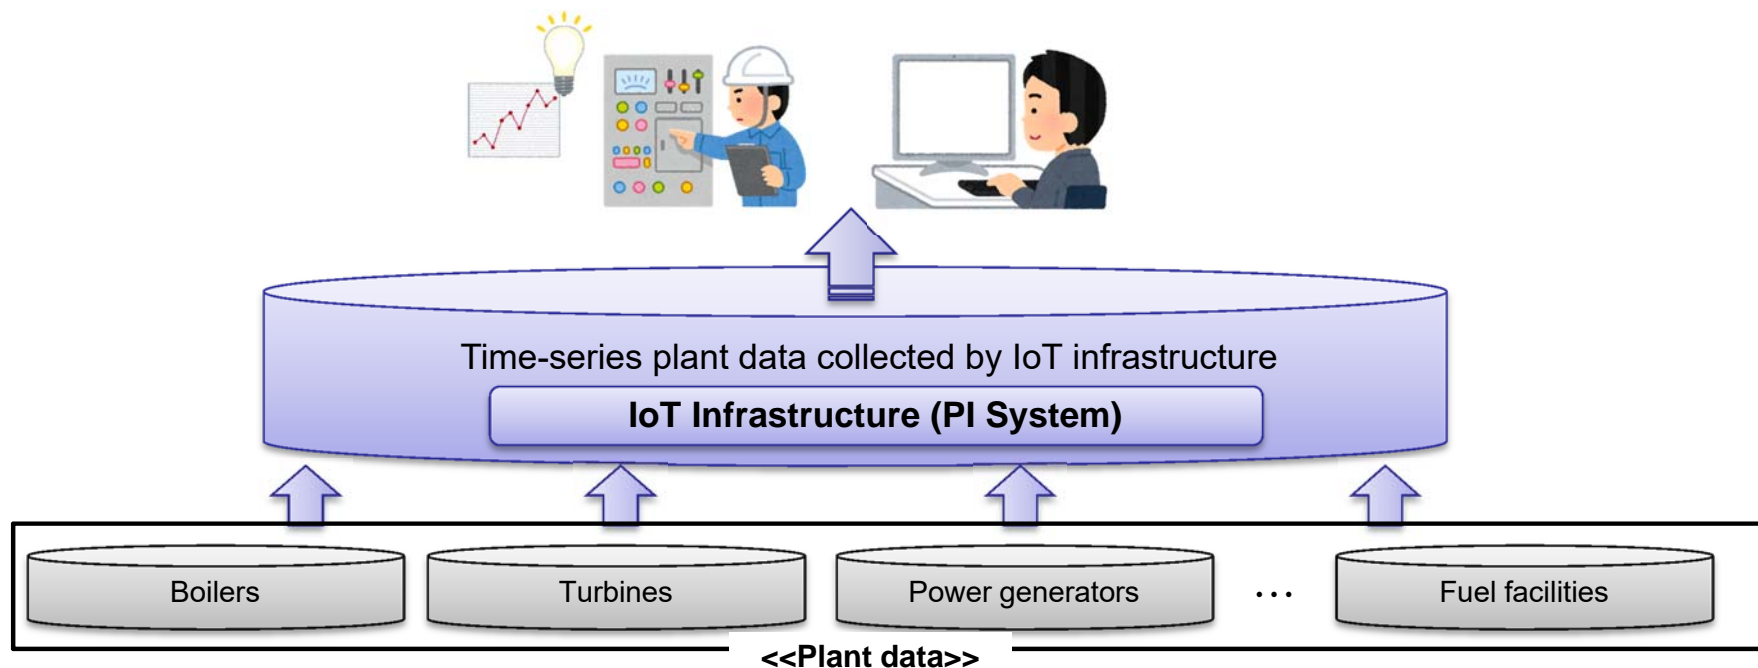 Time-series plant data collected by IoT infrastructure
IoT Infrastructure (PI System)
Boilers
Turbines
Power generators
...
Fuel facilities
<<Plant data>>